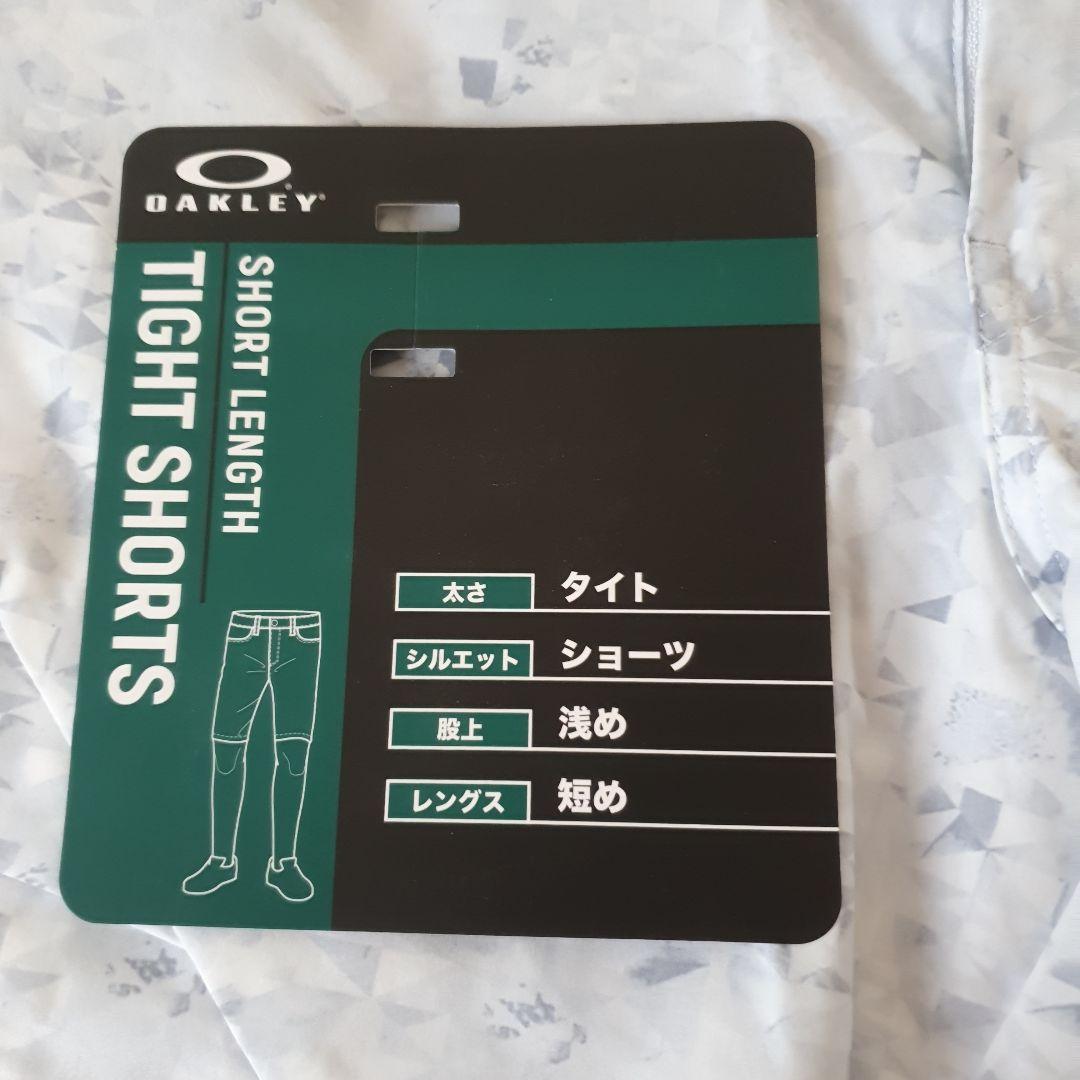 OAKLEY
SHORT LENGTH
TIGHT SHORTS
太さ タイト
シルエット ショーツ
股上 浅め
レングス 短め